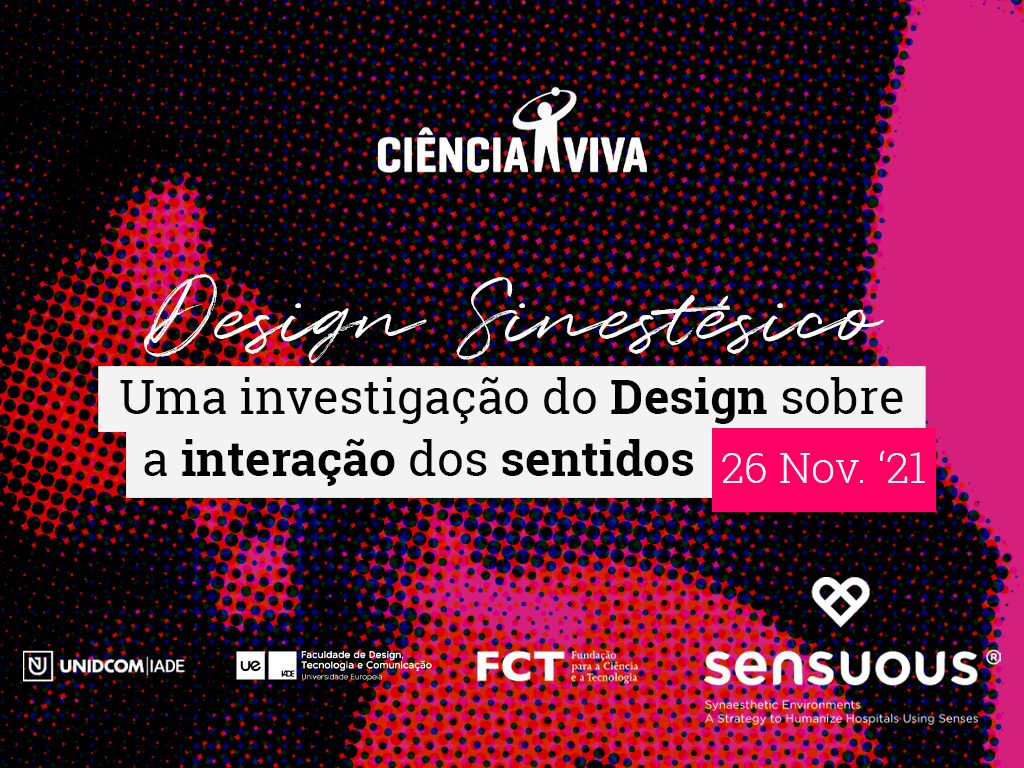 CIÊNCIA VIVA
Design Sinestésico
Uma investigação do Design sobre
a interação dos sentidos
26 Nov. ‘21
UNIDCOM|IADE
ue
IADE
Faculdade de Design,
Tecnologia e Comunicação
Universidade Europeia
FCT
Fundação
para a Ciência
e a Tecnologia
sensuous®
Synaesthetic Environments
A Strategy to Humanize Hospitals Using Senses